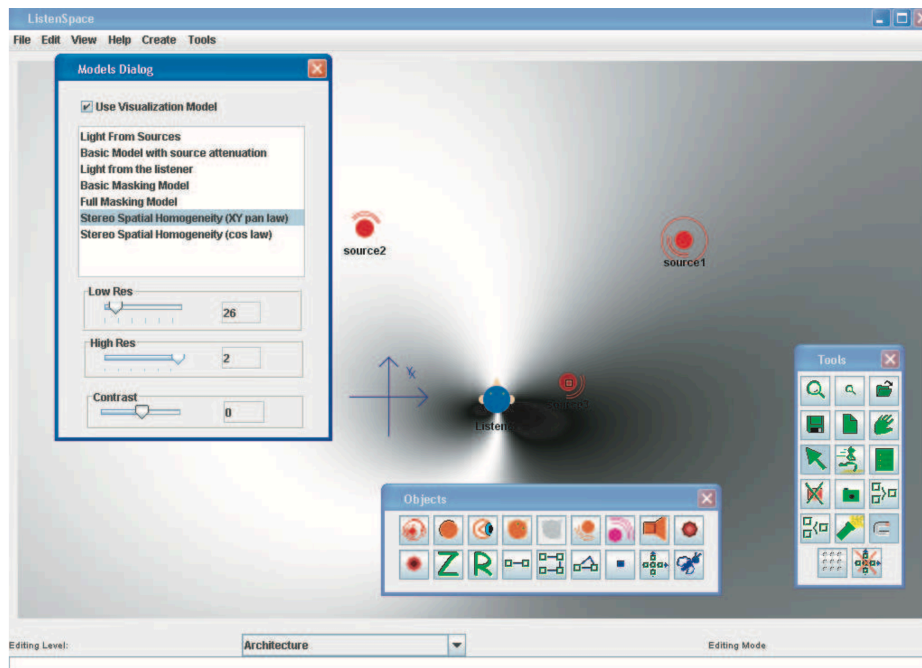 ListenSpace
File Edit View Help Create Tools
Models Dialog
Use Visualization Model
Light From Sources
Basic Model with source attenuation
Light from the listener
Basic Masking Model
Full Masking Model
Stereo Spatial Homogeneity (XY pan law)
Stereo Spatial Homogeneity (cos law)
Low Res
26
High Res
2
Contrast
0
source2
source1
Tools
Objects
Z R
Editing Level:
Architecture
Editing Mode